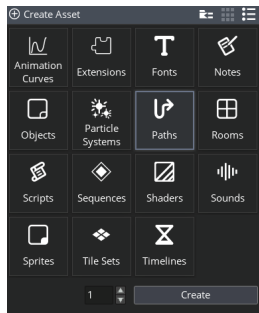 Create Asset
Animation
Curves
Extensions
Fonts
Notes
Objects
Particle
Systems
Paths
Rooms
Scripts
Sequences
Shaders
Sounds
Sprites
Tile Sets
Timelines
1
Create